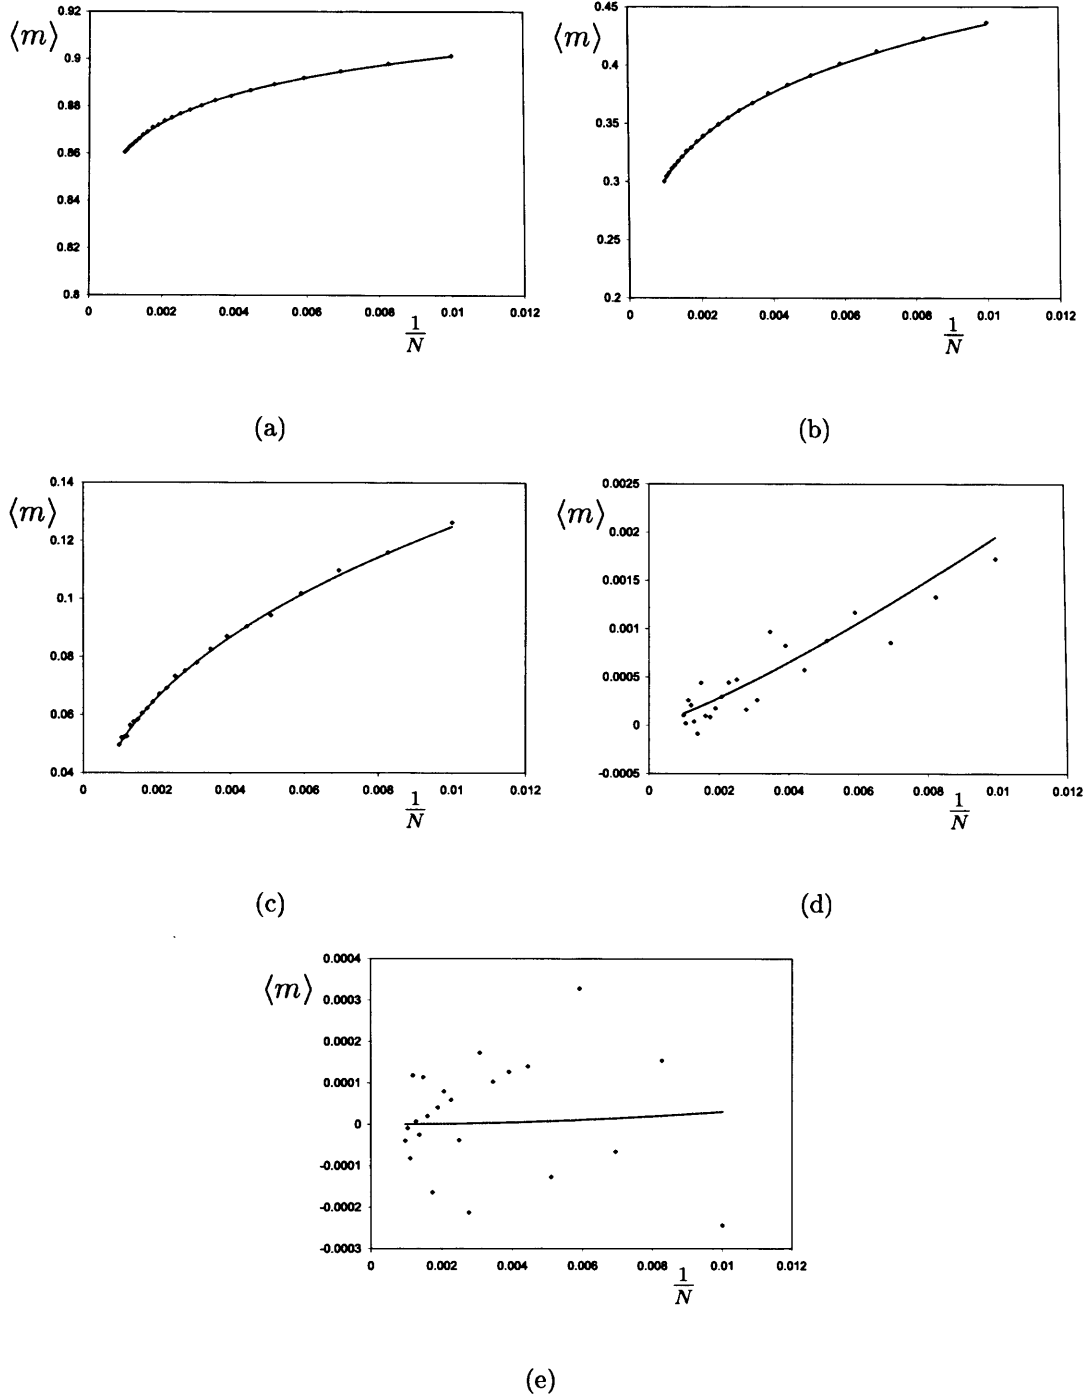 ⟨m⟩
0.92
0.9
0.88
0.86
0.84
0.82
0.8
0 0.002 0.004 0.006 0.008 0.01 0.012
1
N
(a)
⟨m⟩
0.45
0.4
0.35
0.3
0.25
0.2
0 0.002 0.004 0.006 0.008 0.01 0.012
1
N
(b)
⟨m⟩
0.14
0.12
0.1
0.08
0.06
0.04
0 0.002 0.004 0.006 0.008 0.01 0.012
1
N
(c)
⟨m⟩
0.0025
0.002
0.0015
0.001
0.0005
0
-0.0005
0 0.002 0.004 0.006 0.008 0.01 0.012
1
N
(d)
⟨m⟩
0.0004
0.0003
0.0002
0.0001
0
-0.0001
-0.0002
-0.0003
0 0.002 0.004 0.006 0.008 0.01 0.012
1
N
(e)